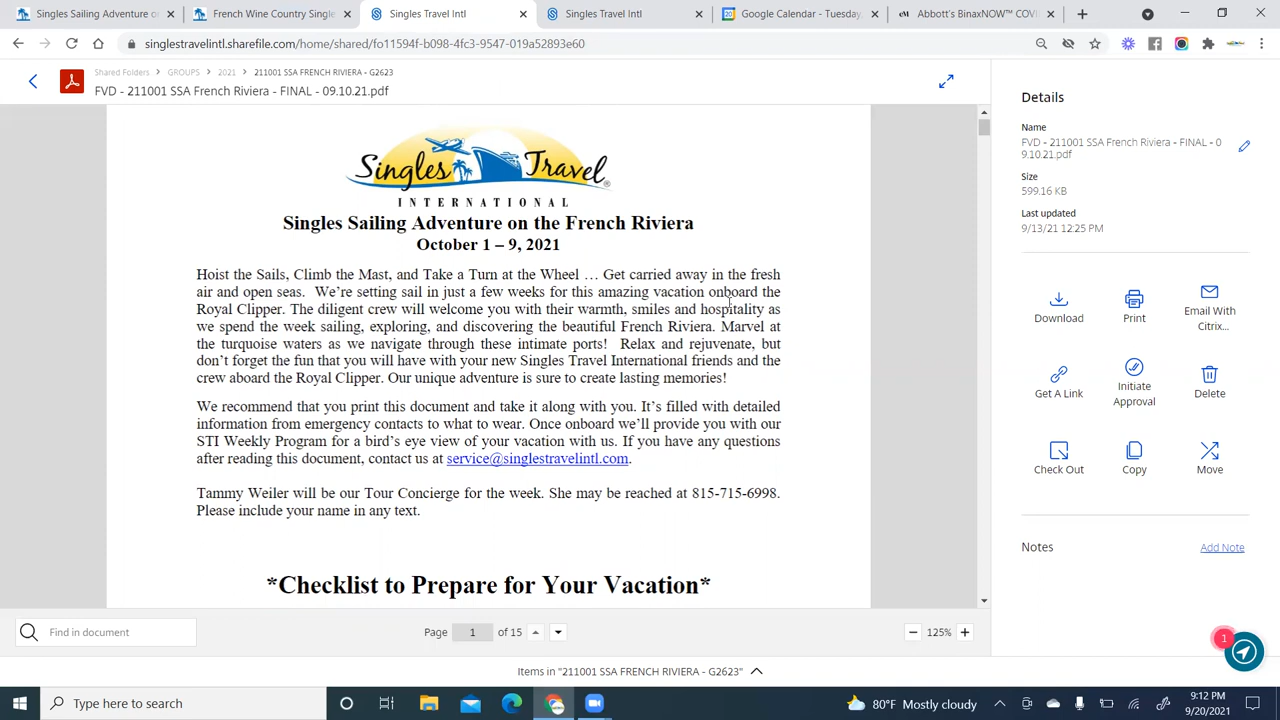 Singles Sailing Adventure on
French Wine Country Single
Singles Travel Intl
Singles Travel Intl
Google Calendar - Tuesday,
Abbott's BinaxNOW™ COVI
singlestravelintl.sharefile.com/home/shared/fo11594f-b098-4fc3-9547-019a52893e60
Shared Folders > GROUPS > 2021 > 211001 SSA FRENCH RIVIERA - G2623
FVD - 211001 SSA French Riviera - FINAL - 09.10.21.pdf
Singles Travel®
INTERNATIONAL
Singles Sailing Adventure on the French Riviera
October 1 – 9, 2021
Hoist the Sails, Climb the Mast, and Take a Turn at the Wheel … Get carried away in the fresh
air and open seas. We're setting sail in just a few weeks for this amazing vacation onboard the
Royal Clipper. The diligent crew will welcome you with their warmth, smiles and hospitality as
we spend the week sailing, exploring, and discovering the beautiful French Riviera. Marvel at
the turquoise waters as we navigate through these intimate ports! Relax and rejuvenate, but
don't forget the fun that you will have with your new Singles Travel International friends and the
crew aboard the Royal Clipper. Our unique adventure is sure to create lasting memories!
We recommend that you print this document and take it along with you. It's filled with detailed
information from emergency contacts to what to wear. Once onboard we'll provide you with our
STI Weekly Program for a bird's eye view of your vacation with us. If you have any questions
after reading this document, contact us at service@singlestravelintl.com.
Tammy Weiler will be our Tour Concierge for the week. She may be reached at 815-715-6998.
Please include your name in any text.
*Checklist to Prepare for Your Vacation*
Details
Name
FVD - 211001 SSA French Riviera - FINAL - 0
9.10.21.pdf
Size
599.16 KB
Last updated
9/13/21 12:25 PM
Download
Print
Email With
Citrix...
Get A Link
Initiate
Approval
Delete
Check Out
Copy
Move
Notes
Add Note
Find in document
Page 1 of 15
125%
1
Items in "211001 SSA FRENCH RIVIERA - G2623"
Type here to search
80°F Mostly cloudy
9:12 PM
9/20/2021